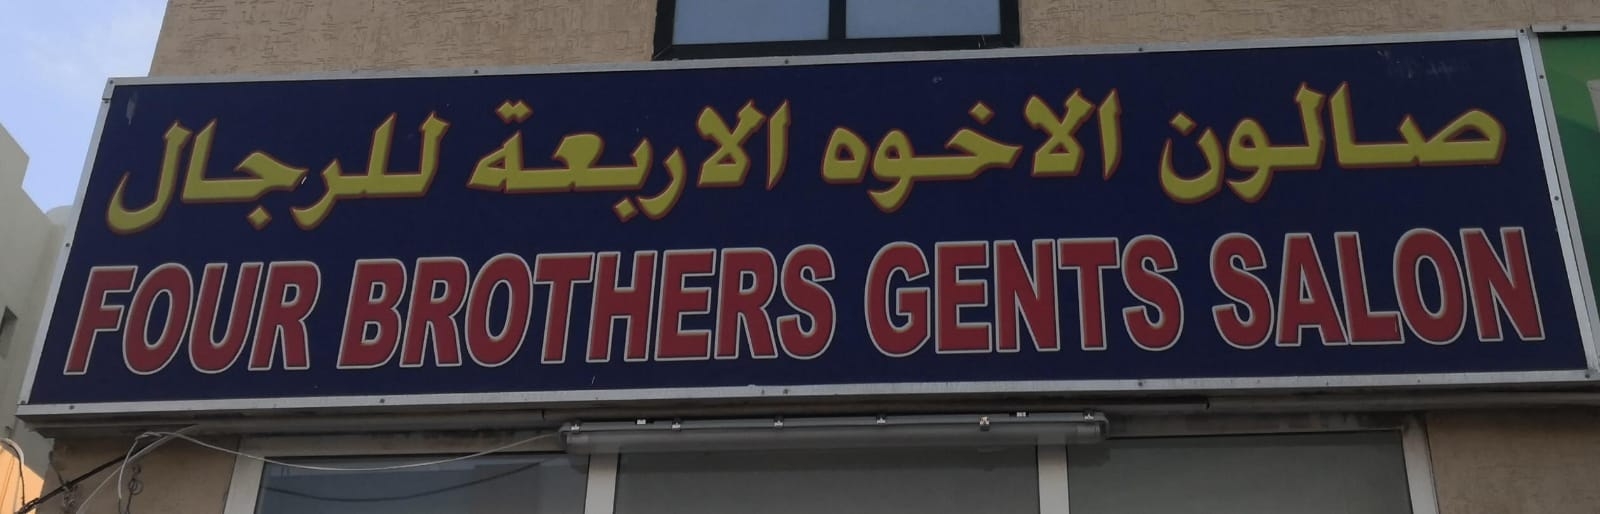 صالون الاخوه الاربعة للرجال
FOUR BROTHERS GENTS SALON